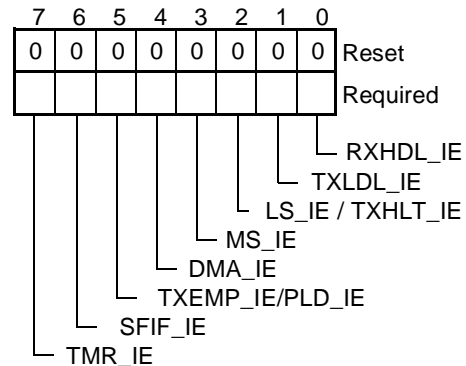 7 6 5 4 3 2 1 0
0 0 0 0 0 0 0 0 Reset
Required
RXHDL_IE
TXLDL_IE
LS_IE / TXHLT_IE
MS_IE
DMA_IE
TXEMP_IE/PLD_IE
SFIF_IE
TMR_IE